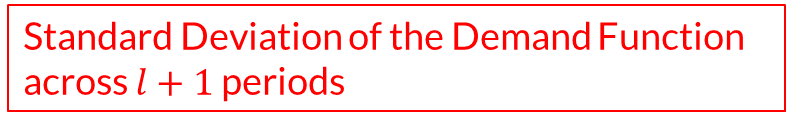 Standard Deviation of the Demand Function
across l + 1 periods